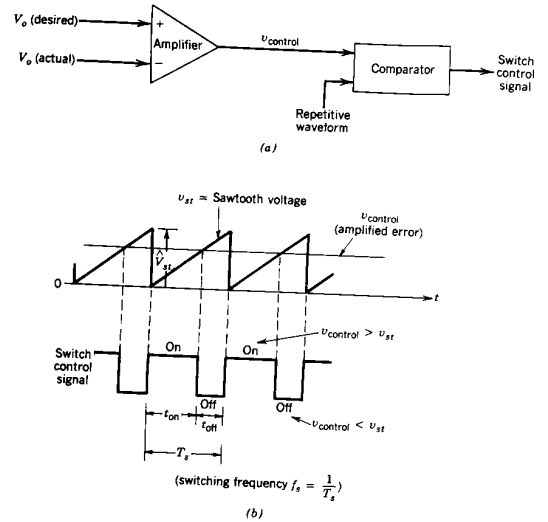 V_o (desired)
+
Amplifier
v_control
V_o (actual)
−
Comparator
Switch
control
signal
Repetitive
waveform
(a)
v_st = Sawtooth voltage
v_control
(amplified error)
V̂_st
0
t
v_control > v_st
Switch
control
signal
On
On
Off
Off
t_on
t_off
v_control < v_st
T_s
(switching frequency f_s = 1/T_s)
(b)